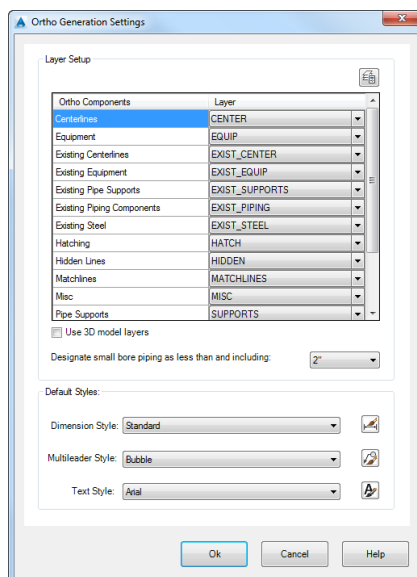 Ortho Generation Settings
Layer Setup
Ortho Components Layer
Centerlines CENTER
Equipment EQUIP
Existing Centerlines EXIST_CENTER
Existing Equipment EXIST_EQUIP
Existing Pipe Supports EXIST_SUPPORTS
Existing Piping Components EXIST_PIPING
Existing Steel EXIST_STEEL
Hatching HATCH
Hidden Lines HIDDEN
Matchlines MATCHLINES
Misc MISC
Pipe Supports SUPPORTS
Use 3D model layers
Designate small bore piping as less than and including: 2"
Default Styles:
Dimension Style: Standard
Multileader Style: Bubble
Text Style: Arial
Ok Cancel Help